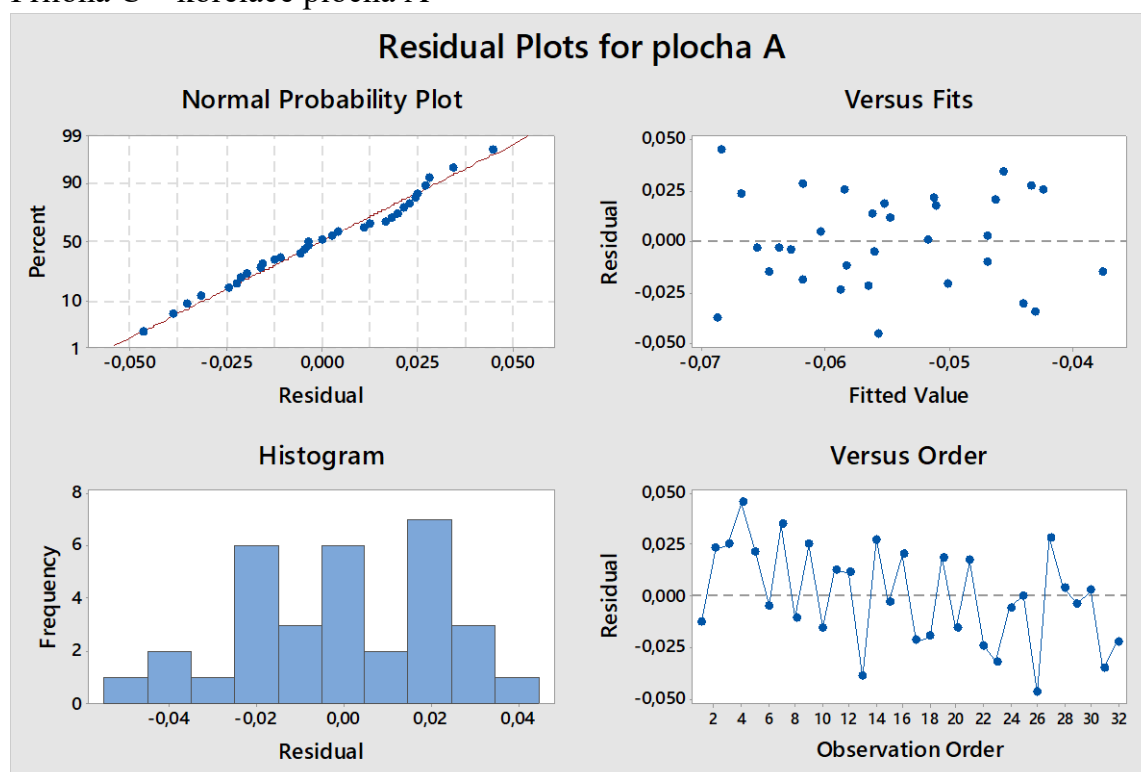 Příloha C – korelace plocha A
Residual Plots for plocha A
Normal Probability Plot
99
90
50
10
1
Percent
-0,050 -0,025 0,000 0,025 0,050
Residual
Versus Fits
0,050
0,025
0,000
-0,025
-0,050
Residual
-0,07 -0,06 -0,05 -0,04
Fitted Value
Histogram
8
6
4
2
0
Frequency
-0,04 -0,02 0,00 0,02 0,04
Residual
Versus Order
0,050
0,025
0,000
-0,025
-0,050
Residual
2 4 6 8 10 12 14 16 18 20 22 24 26 28 30 32
Observation Order